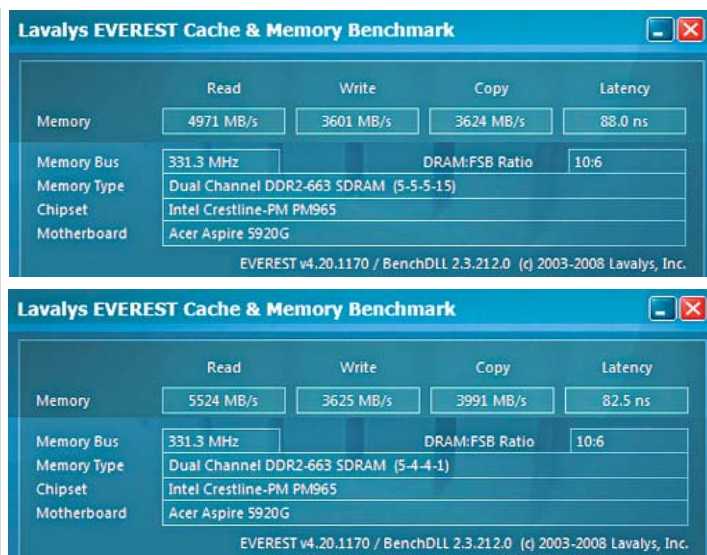 Lavalys EVEREST Cache & Memory Benchmark
Read Write Copy Latency
Memory 4971 MB/s 3601 MB/s 3624 MB/s 88.0 ns
Memory Bus 331.3 MHz DRAM:FSB Ratio 10:6
Memory Type Dual Channel DDR2-663 SDRAM (5-5-5-15)
Chipset Intel Crestline-PM PM965
Motherboard Acer Aspire 5920G
EVEREST v4.20.1170 / BenchDLL 2.3.212.0 (c) 2003-2008 Lavalys, Inc.
Lavalys EVEREST Cache & Memory Benchmark
Read Write Copy Latency
Memory 5524 MB/s 3625 MB/s 3991 MB/s 82.5 ns
Memory Bus 331.3 MHz DRAM:FSB Ratio 10:6
Memory Type Dual Channel DDR2-663 SDRAM (5-4-4-1)
Chipset Intel Crestline-PM PM965
Motherboard Acer Aspire 5920G
EVEREST v4.20.1170 / BenchDLL 2.3.212.0 (c) 2003-2008 Lavalys, Inc.